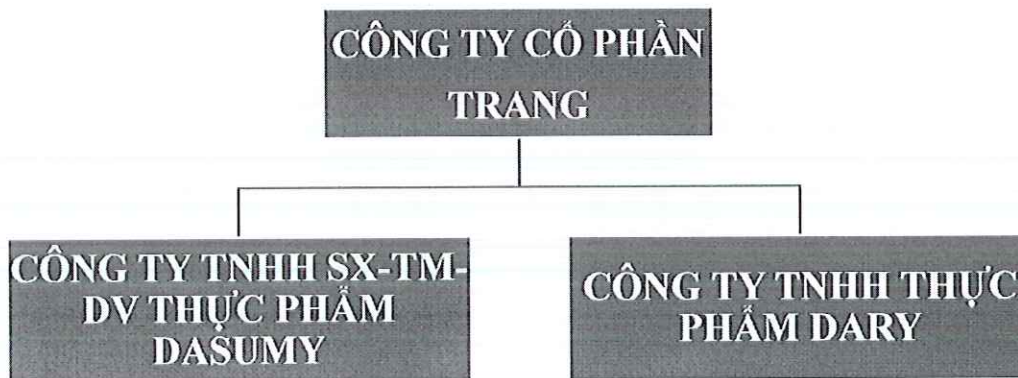 CÔNG TY CỔ PHẦN
TRANG
CÔNG TY TNHH SX-TM-
DV THỰC PHẨM
DASUMY
CÔNG TY TNHH THỰC
PHẨM DARY